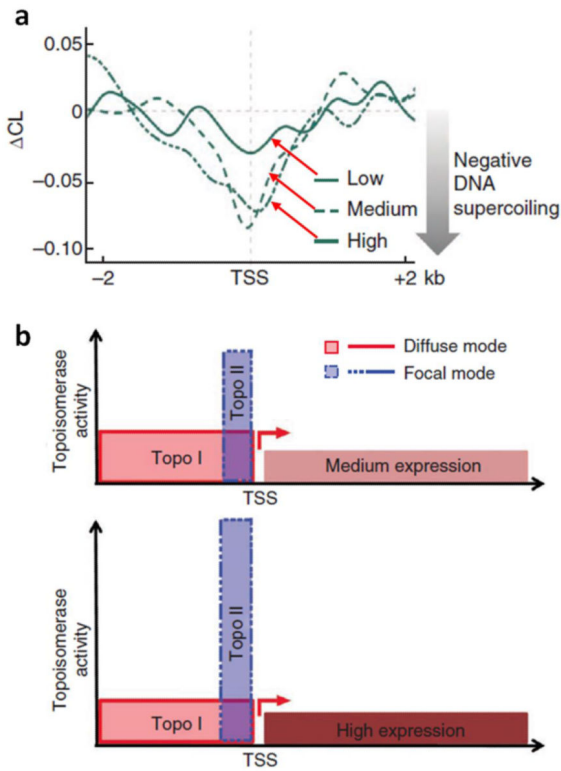 a
0.05
0
−0.05
−0.10
ΔCL
Low
Medium
High
Negative
DNA
supercoiling
−2
TSS
+2 kb
b
Topoisomerase
activity
Topo I
Topo II
Diffuse mode
Focal mode
Medium expression
TSS
Topoisomerase
activity
Topo I
Topo II
High expression
TSS